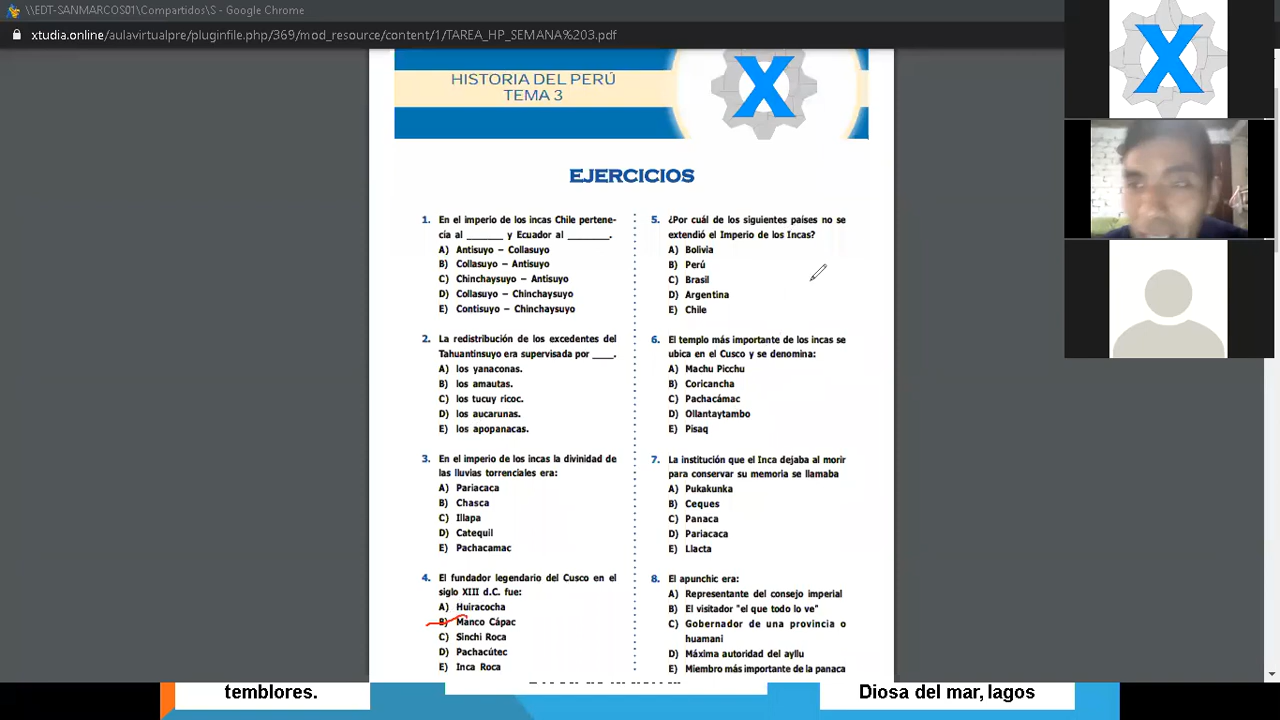 \\EDT-SANMARCOS01\Compartidos\S - Google Chrome
xtudia.online/aulavirtualpre/pluginfile.php/369/mod_resource/content/1/TAREA_HP_SEMANA%203.pdf
HISTORIA DEL PERÚ
TEMA 3
X
X
EJERCICIOS
1. En el imperio de los incas Chile pertene-
cia al _______ y Ecuador al ________.
A) Antisuyo – Collasuyo
B) Collasuyo – Antisuyo
C) Chinchaysuyo – Antisuyo
D) Collasuyo – Chinchaysuyo
E) Contisuyo – Chinchaysuyo
2. La redistribución de los excedentes del
Tahuantinsuyo era supervisada por ____.
A) los yanaconas.
B) los amautas.
C) los tucuy ricoc.
D) los aucarunas.
E) los apopanacas.
3. En el imperio de los incas la divinidad de
las lluvias torrenciales era:
A) Pariacaca
B) Chasca
C) Illapa
D) Catequil
E) Pachacamac
4. El fundador legendario del Cusco en el
siglo XIII d.C. fue:
A) Huiracocha
B) Manco Cápac
C) Sinchi Roca
D) Pachacútec
E) Inca Roca
5. ¿Por cuál de los siguientes países no se
extendió el Imperio de los Incas?
A) Bolivia
B) Perú
C) Brasil
D) Argentina
E) Chile
6. El templo más importante de los incas se
ubica en el Cusco y se denomina:
A) Machu Picchu
B) Coricancha
C) Pachacámac
D) Ollantaytambo
E) Pisaq
7. La institución que el Inca dejaba al morir
para conservar su memoria se llamaba
A) Pukakunka
B) Ceques
C) Panaca
D) Pariacaca
E) Llacta
8. El apunchic era:
A) Representante del consejo imperial
B) El visitador "el que todo lo ve"
C) Gobernador de una provincia o
huamani
D) Máxima autoridad del ayllu
E) Miembro más importante de la panaca
temblores.
Diosa del mar, lagos